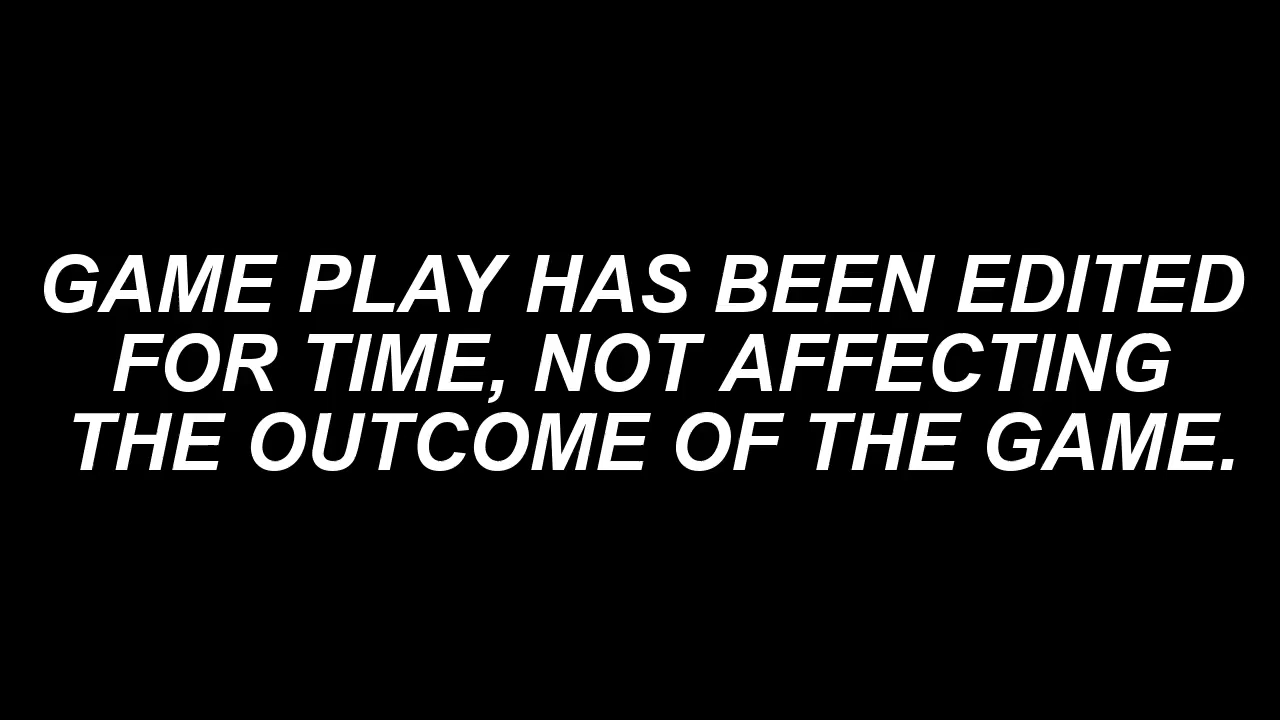 GAME PLAY HAS BEEN EDITED
FOR TIME, NOT AFFECTING
THE OUTCOME OF THE GAME.